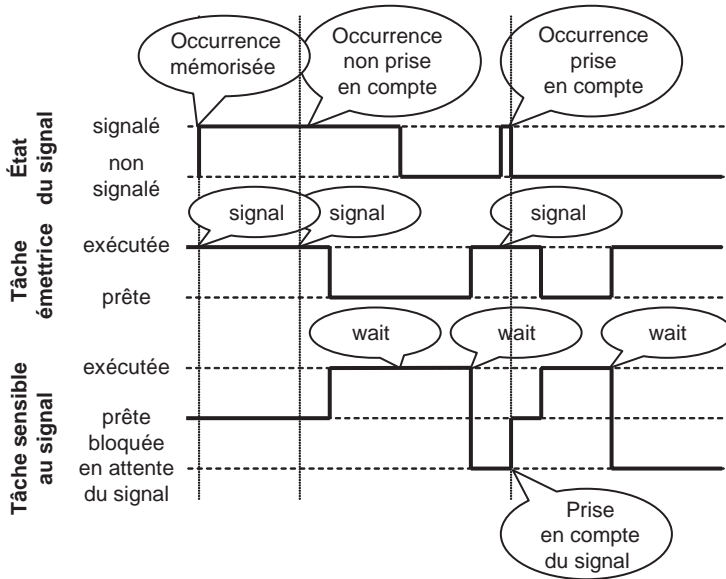 Occurrence
mémorisée
Occurrence
non prise
en compte
Occurrence
prise
en compte
État
du signal
signalé
non
signalé
signal
signal
signal
Tâche
émettrice
exécutée
prête
wait
wait
wait
Tâche sensible
au signal
exécutée
prête
bloquée
en attente
du signal
Prise
en compte
du signal